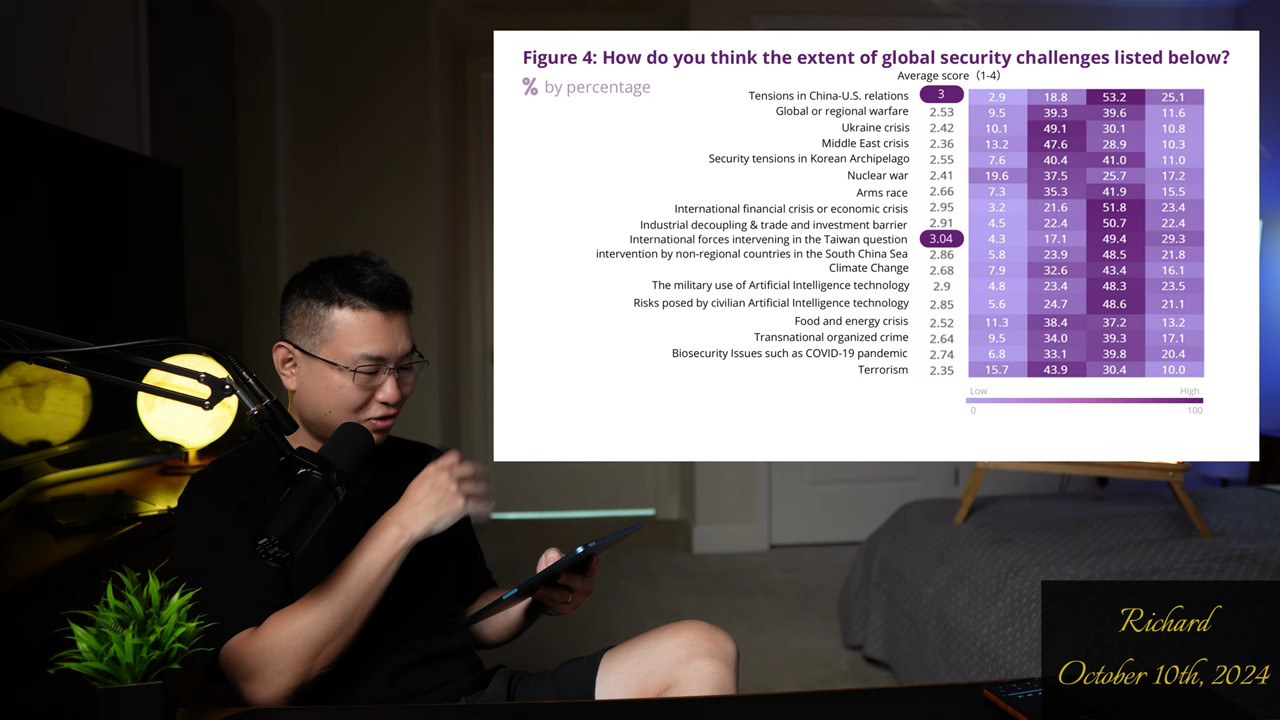 Figure 4: How do you think the extent of global security challenges listed below?
% by percentage
Average score (1-4)
Tensions in China-U.S. relations 3 2.9 18.8 53.2 25.1
Global or regional warfare 2.53 9.5 39.3 39.6 11.6
Ukraine crisis 2.42 10.1 49.1 30.1 10.8
Middle East crisis 2.36 13.2 47.6 28.9 10.3
Security tensions in Korean Archipelago 2.55 7.6 40.4 41.0 11.0
Nuclear war 2.41 19.6 37.5 25.7 17.2
Arms race 2.66 7.3 35.3 41.9 15.5
International financial crisis or economic crisis 2.95 3.2 21.6 51.8 23.4
Industrial decoupling & trade and investment barrier 2.91 4.5 22.4 50.7 22.4
International forces intervening in the Taiwan question 3.04 4.3 17.1 49.4 29.3
intervention by non-regional countries in the South China Sea 2.86 5.8 23.9 48.5 21.8
Climate Change 2.68 7.9 32.6 43.4 16.1
The military use of Artificial Intelligence technology 2.9 4.8 23.4 48.3 23.5
Risks posed by civilian Artificial Intelligence technology 2.85 5.6 24.7 48.6 21.1
Food and energy crisis 2.52 11.3 38.4 37.2 13.2
Transnational organized crime 2.64 9.5 34.0 39.3 17.1
Biosecurity Issues such as COVID-19 pandemic 2.74 6.8 33.1 39.8 20.4
Terrorism 2.35 15.7 43.9 30.4 10.0
Low High
0 100
Richard
October 10th, 2024